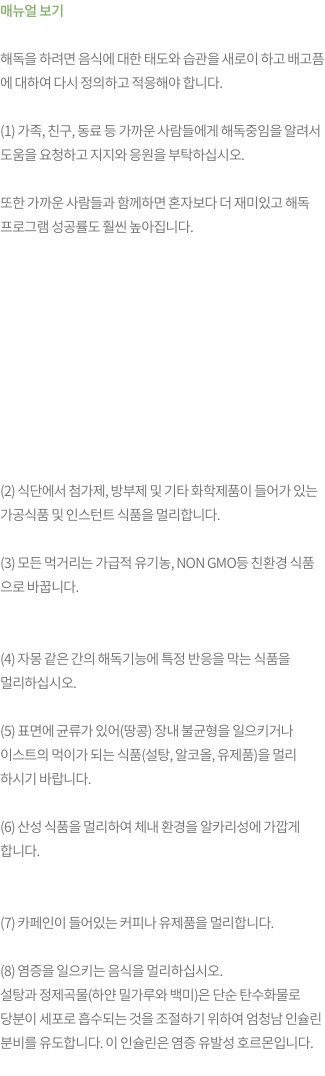 매뉴얼 보기
해독을 하려면 음식에 대한 태도와 습관을 새로이 하고 배고픔
에 대하여 다시 정의하고 적응해야 합니다.
(1) 가족, 친구, 동료 등 가까운 사람들에게 해독중임을 알려서
도움을 요청하고 지지와 응원을 부탁하십시오.
또한 가까운 사람들과 함께하면 혼자보다 더 재미있고 해독
프로그램 성공률도 훨씬 높아집니다.
(2) 식단에서 첨가제, 방부제 및 기타 화학제품이 들어가 있는
가공식품 및 인스턴트 식품을 멀리합니다.
(3) 모든 먹거리는 가급적 유기농, NON GMO등 친환경 식품
으로 바꿉니다.
(4) 자몽 같은 간의 해독기능에 특정 반응을 막는 식품을
멀리하십시오.
(5) 표면에 균류가 있어(땅콩) 장내 불균형을 일으키거나
이스트의 먹이가 되는 식품(설탕, 알코올, 유제품)을 멀리
하시기 바랍니다.
(6) 산성 식품을 멀리하여 체내 환경을 알카리성에 가깝게
합니다.
(7) 카페인이 들어있는 커피나 유제품을 멀리합니다.
(8) 염증을 일으키는 음식을 멀리하십시오.
설탕과 정제곡물(하얀 밀가루와 백미)은 단순 탄수화물로
당분이 세포로 흡수되는 것을 조절하기 위하여 엄청남 인슐린
분비를 유도합니다. 이 인슐린은 염증 유발성 호르몬입니다.